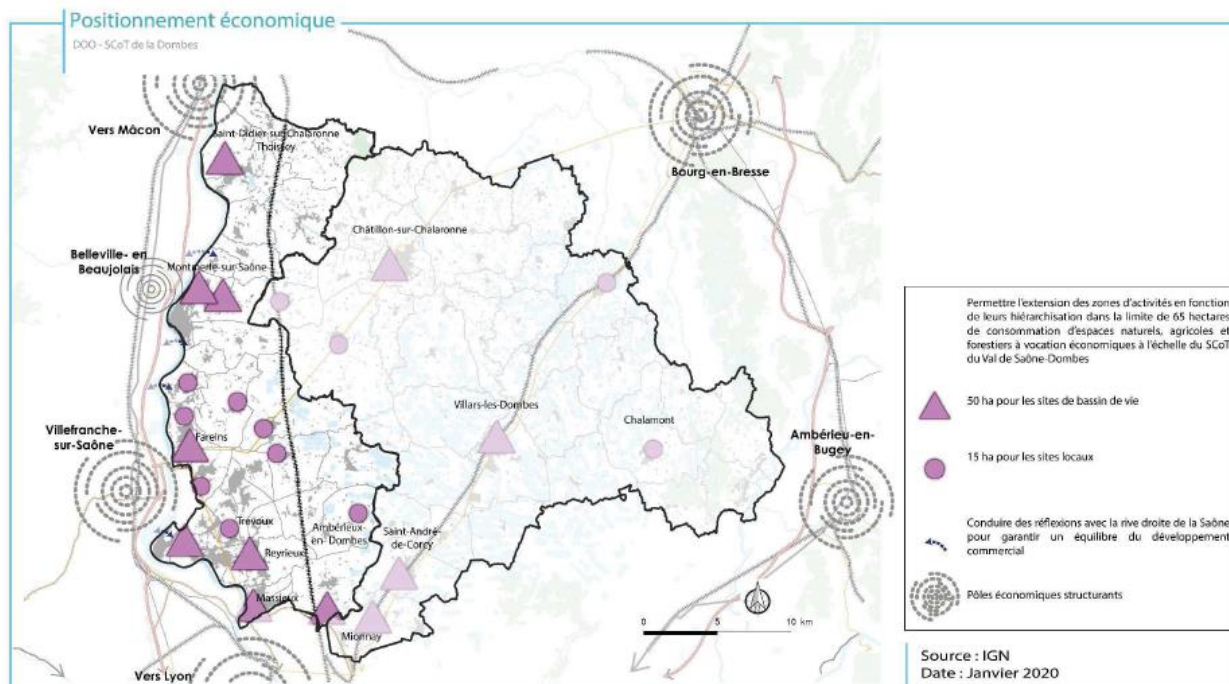 Positionnement économique
DOO - SCoT de la Dombes
Vers Mâcon
Saint-Didier-sur-Chalaronne
Thoissey
Bourg-en-Bresse
Châtillon-sur-Chalaronne
Belleville- en
Beaujolais
Montmerle-sur-Saône
Villars-les-Dombes
Chalamont
Villefranche-
sur-Saône
Fareins
Ambérieu-en-
Bugey
Trévoux
Ambérieux-
en- Dombes
Saint-André-
de-Corcy
Reyrieux
Massieux
Mionnay
Vers Lyon
0 5 10 km
Permettre l'extension des zones d'activités en fonction
de leurs hiérarchisation dans la limite de 65 hectares
de consommation d'espaces naturels, agricoles et
forestiers à vocation économiques à l'échelle du SCoT
du Val de Saône-Dombes
50 ha pour les sites de bassin de vie
15 ha pour les sites locaux
Conduire des réflexions avec la rive droite de la Saône
pour garantir un équilibre du développement
commercial
Pôles économiques structurants
Source : IGN
Date : Janvier 2020